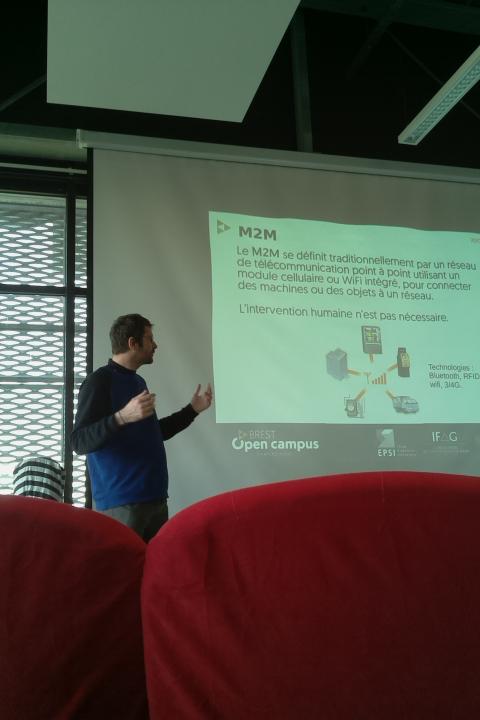 M2M
Le M2M se définit traditionnellement par un réseau
de télécommunication point à point utilisant un
module cellulaire ou WiFi intégré, pour connecter
des machines ou des objets à un réseau.
L'intervention humaine n'est pas nécessaire.
Technologies :
Bluetooth, RFID
wifi, 3/4G.
BREST
Open campus
EPSI
IFAG